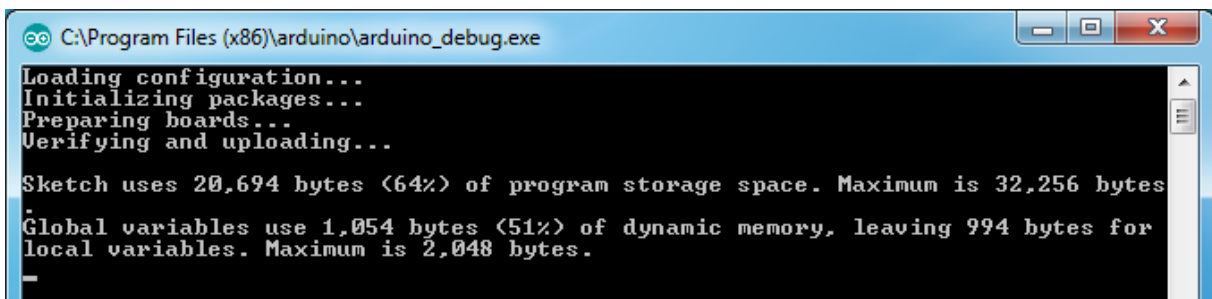 C:\Program Files (x86)\arduino\arduino_debug.exe
Loading configuration...
Initializing packages...
Preparing boards...
Verifying and uploading...
Sketch uses 20,694 bytes (64%) of program storage space. Maximum is 32,256 bytes
.
Global variables use 1,054 bytes (51%) of dynamic memory, leaving 994 bytes for
local variables. Maximum is 2,048 bytes.